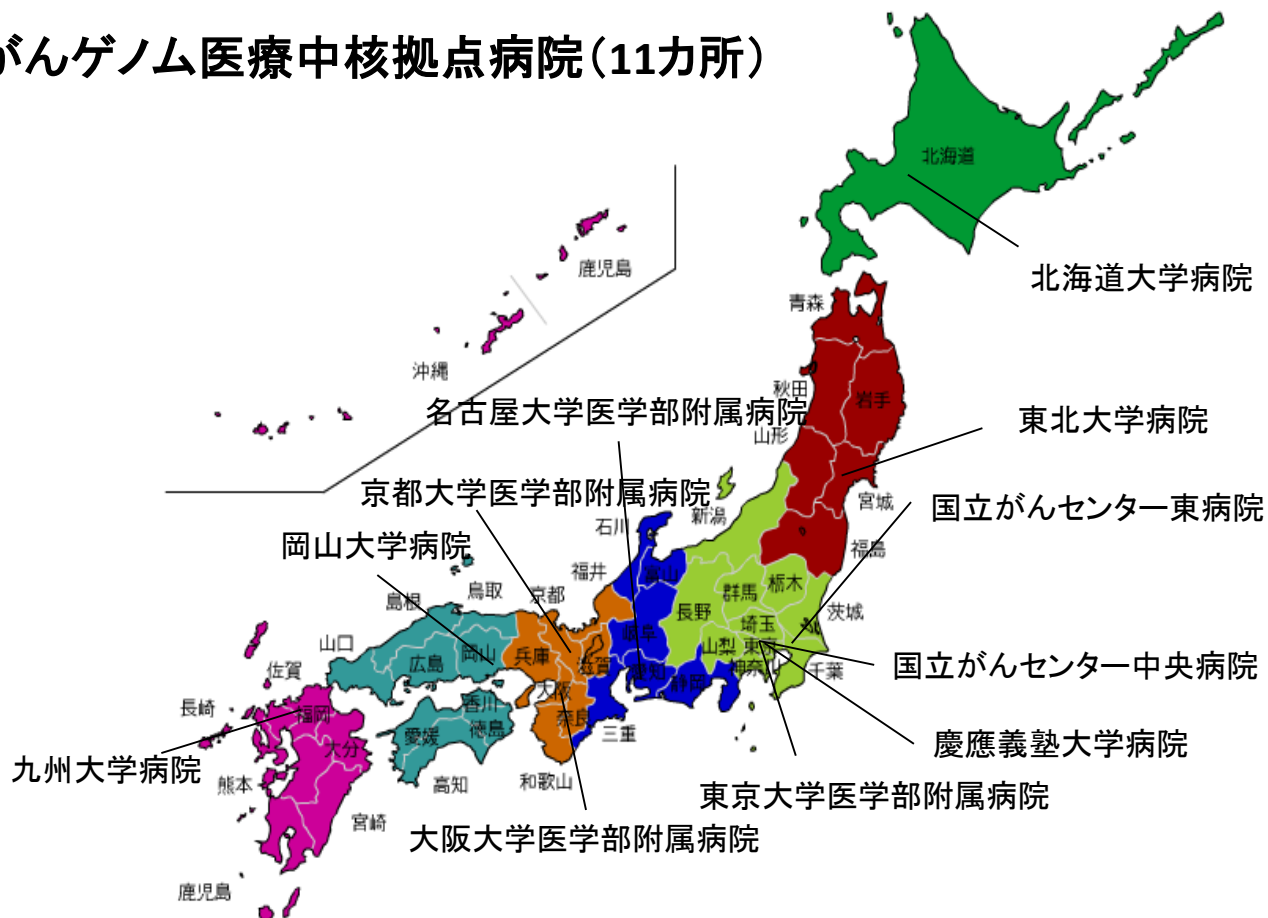 がんゲノム医療中核拠点病院（11カ所）
北海道
北海道大学病院
鹿児島
青森
沖縄
秋田
岩手
名古屋大学医学部附属病院
東北大学病院
山形
京都大学医学部附属病院
宮城
国立がんセンター東病院
新潟
石川
岡山大学病院
福島
福井
富山
栃木
群馬
鳥取
京都
島根
長野
茨城
埼玉
岐阜
山口
山梨
東京
岡山
兵庫
広島
滋賀
神奈川
千葉
国立がんセンター中央病院
佐賀
愛知
静岡
大阪
香川
長崎
福岡
奈良
徳島
愛媛
三重
慶應義塾大学病院
大分
九州大学病院
熊本
高知
和歌山
東京大学医学部附属病院
宮崎
大阪大学医学部附属病院
鹿児島